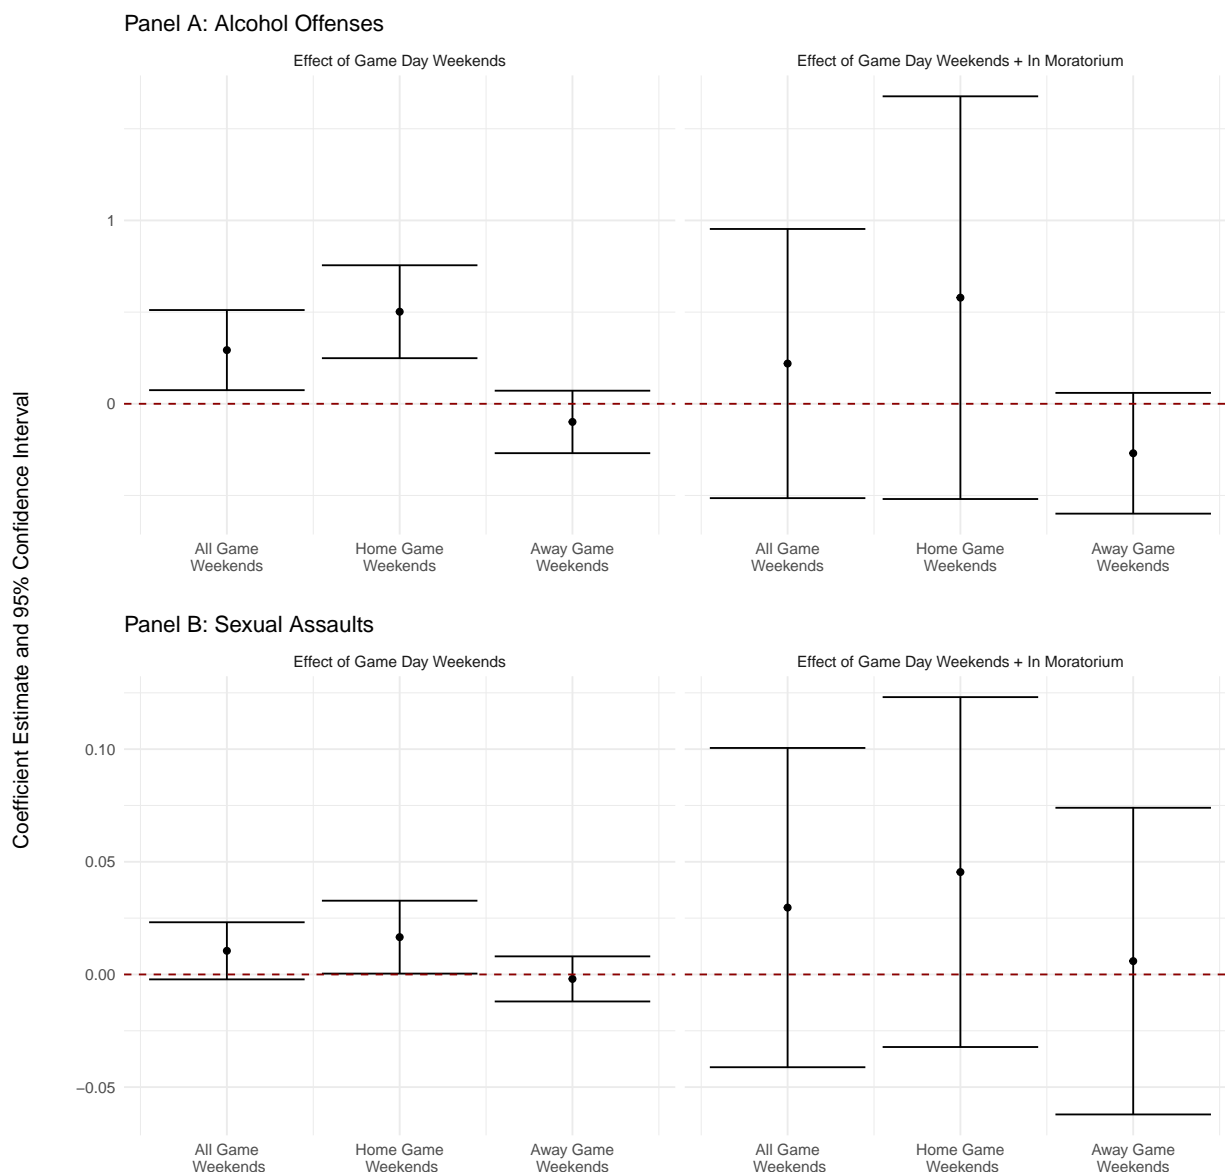 Panel A: Alcohol Offenses
Effect of Game Day Weekends
Effect of Game Day Weekends + In Moratorium
1
0
All Game
Weekends
Home Game
Weekends
Away Game
Weekends
All Game
Weekends
Home Game
Weekends
Away Game
Weekends
Coefficient Estimate and 95% Confidence Interval
Panel B: Sexual Assaults
Effect of Game Day Weekends
Effect of Game Day Weekends + In Moratorium
0.10
0.05
0.00
−0.05
All Game
Weekends
Home Game
Weekends
Away Game
Weekends
All Game
Weekends
Home Game
Weekends
Away Game
Weekends